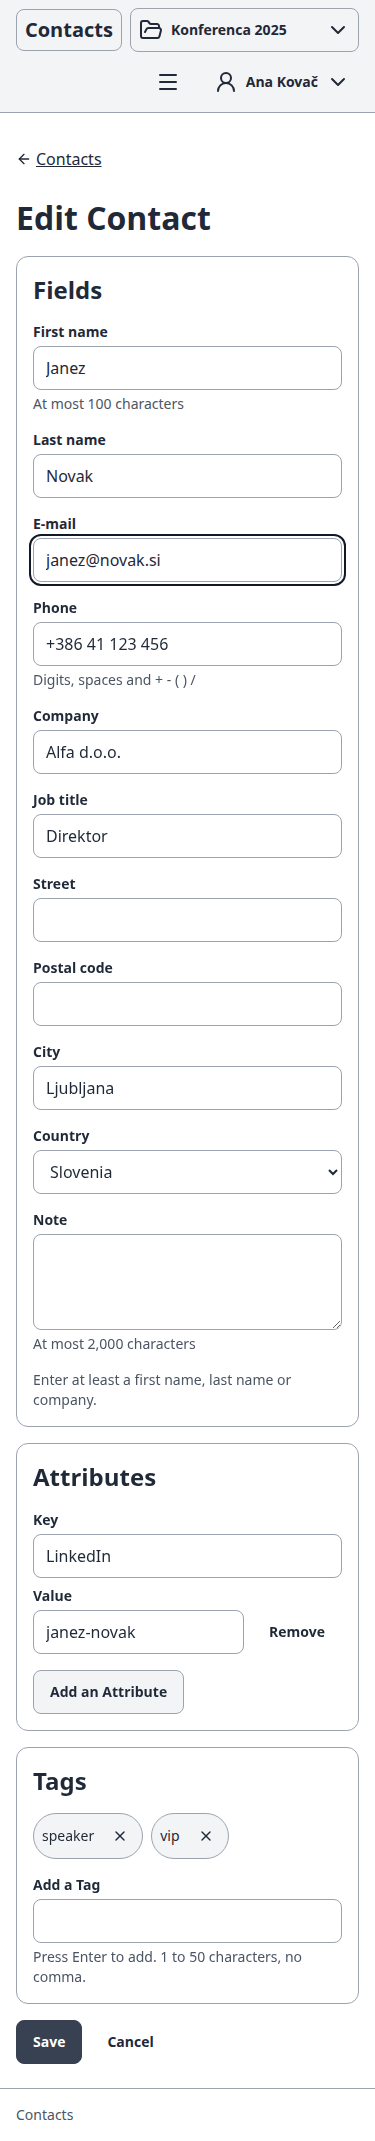 Contacts
Konferenca 2025
Ana Kovač
Contacts
Edit Contact
Fields
First name
Janez
At most 100 characters
Last name
Novak
E-mail
janez@novak.si
Phone
+386 41 123 456
Digits, spaces and + - ( ) /
Company
Alfa d.o.o.
Job title
Direktor
Street
Postal code
City
Ljubljana
Country
Slovenia
Note
At most 2,000 characters
Enter at least a first name, last name or
company.
Attributes
Key
LinkedIn
Value
janez-novak
Remove
Add an Attribute
Tags
speaker
vip
Add a Tag
Press Enter to add. 1 to 50 characters, no
comma.
Save
Cancel
Contacts